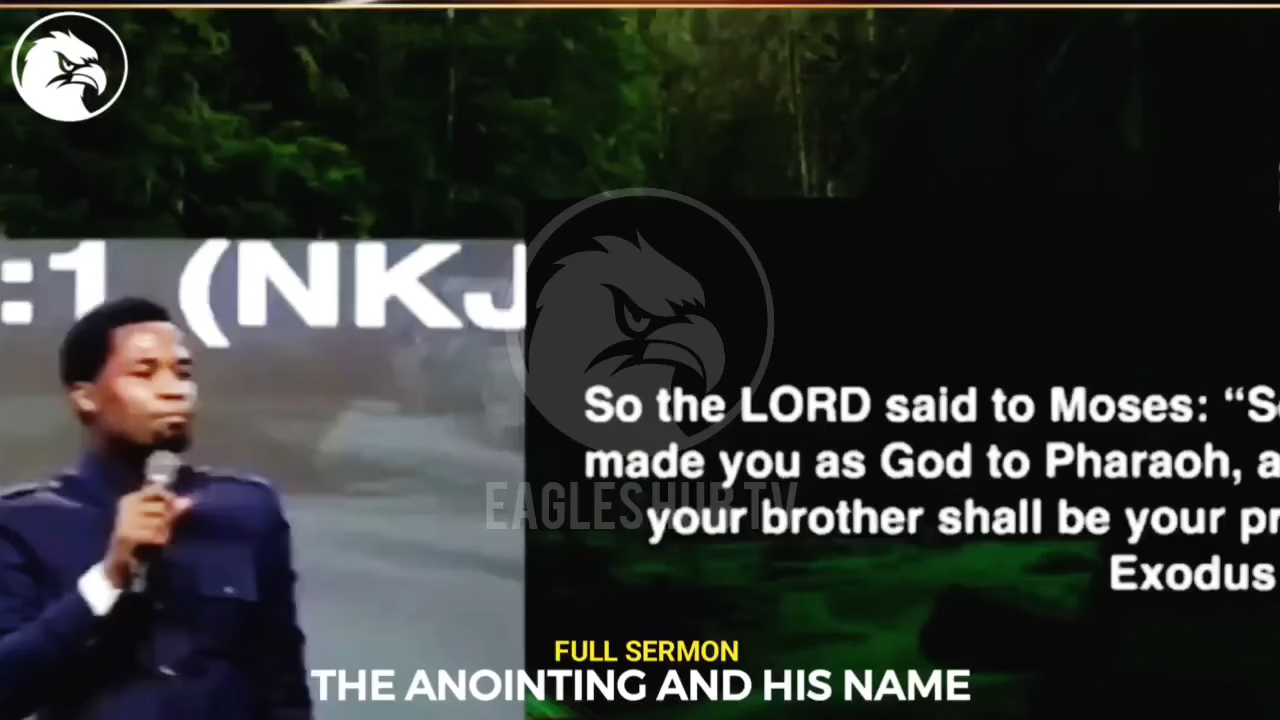 :1 (NKJ
So the LORD said to Moses: “S
made you as God to Pharaoh, a
your brother shall be your pr
Exodus
EAGLESHUB TV
FULL SERMON
THE ANOINTING AND HIS NAME